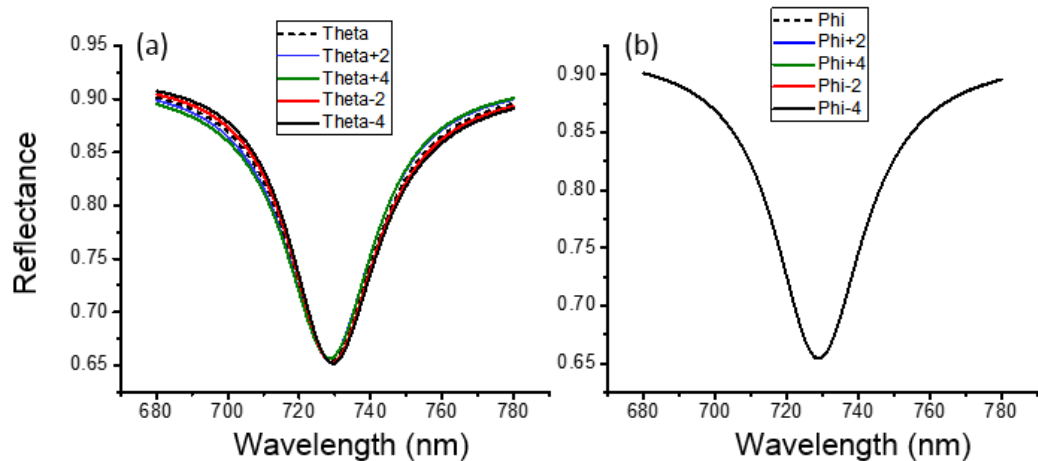 (a)
Theta
Theta+2
Theta+4
Theta-2
Theta-4
0.95
0.90
0.85
0.80
0.75
0.70
0.65
680 700 720 740 760 780
Wavelength (nm)
Reflectance
(b)
Phi
Phi+2
Phi+4
Phi-2
Phi-4
0.90
0.85
0.80
0.75
0.70
0.65
680 700 720 740 760 780
Wavelength (nm)